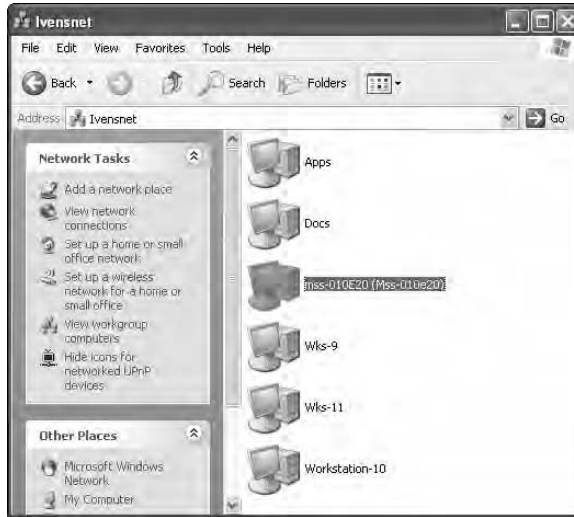 Ivensnet
File Edit View Favorites Tools Help
Back Search Folders
Address Ivensnet Go
Network Tasks
Add a network place
View network
connections
Set up a home or small
office network
Set up a wireless
network for a home or
small office
View workgroup
computers
Hide icons for
networked UPnP
devices
Other Places
Microsoft Windows
Network
My Computer
Apps
Docs
mss-010E20 (Mss-010e20)
Wks-9
Wks-11
Workstation-10